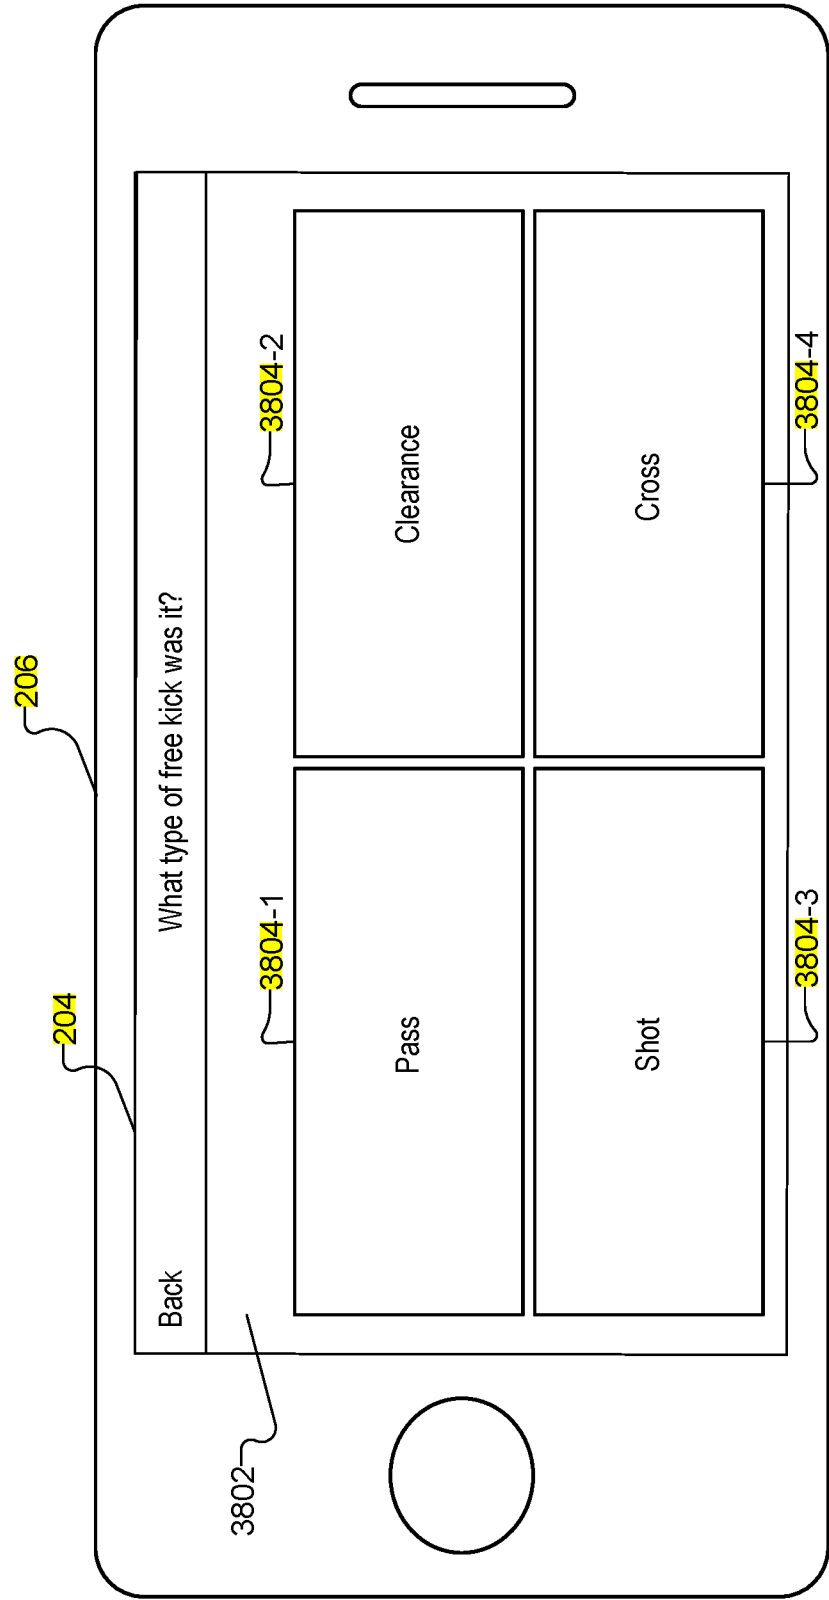 206
204
Back
What type of free kick was it?
3802
3804-1
3804-2
Pass
Clearance
Shot
Cross
3804-3
3804-4